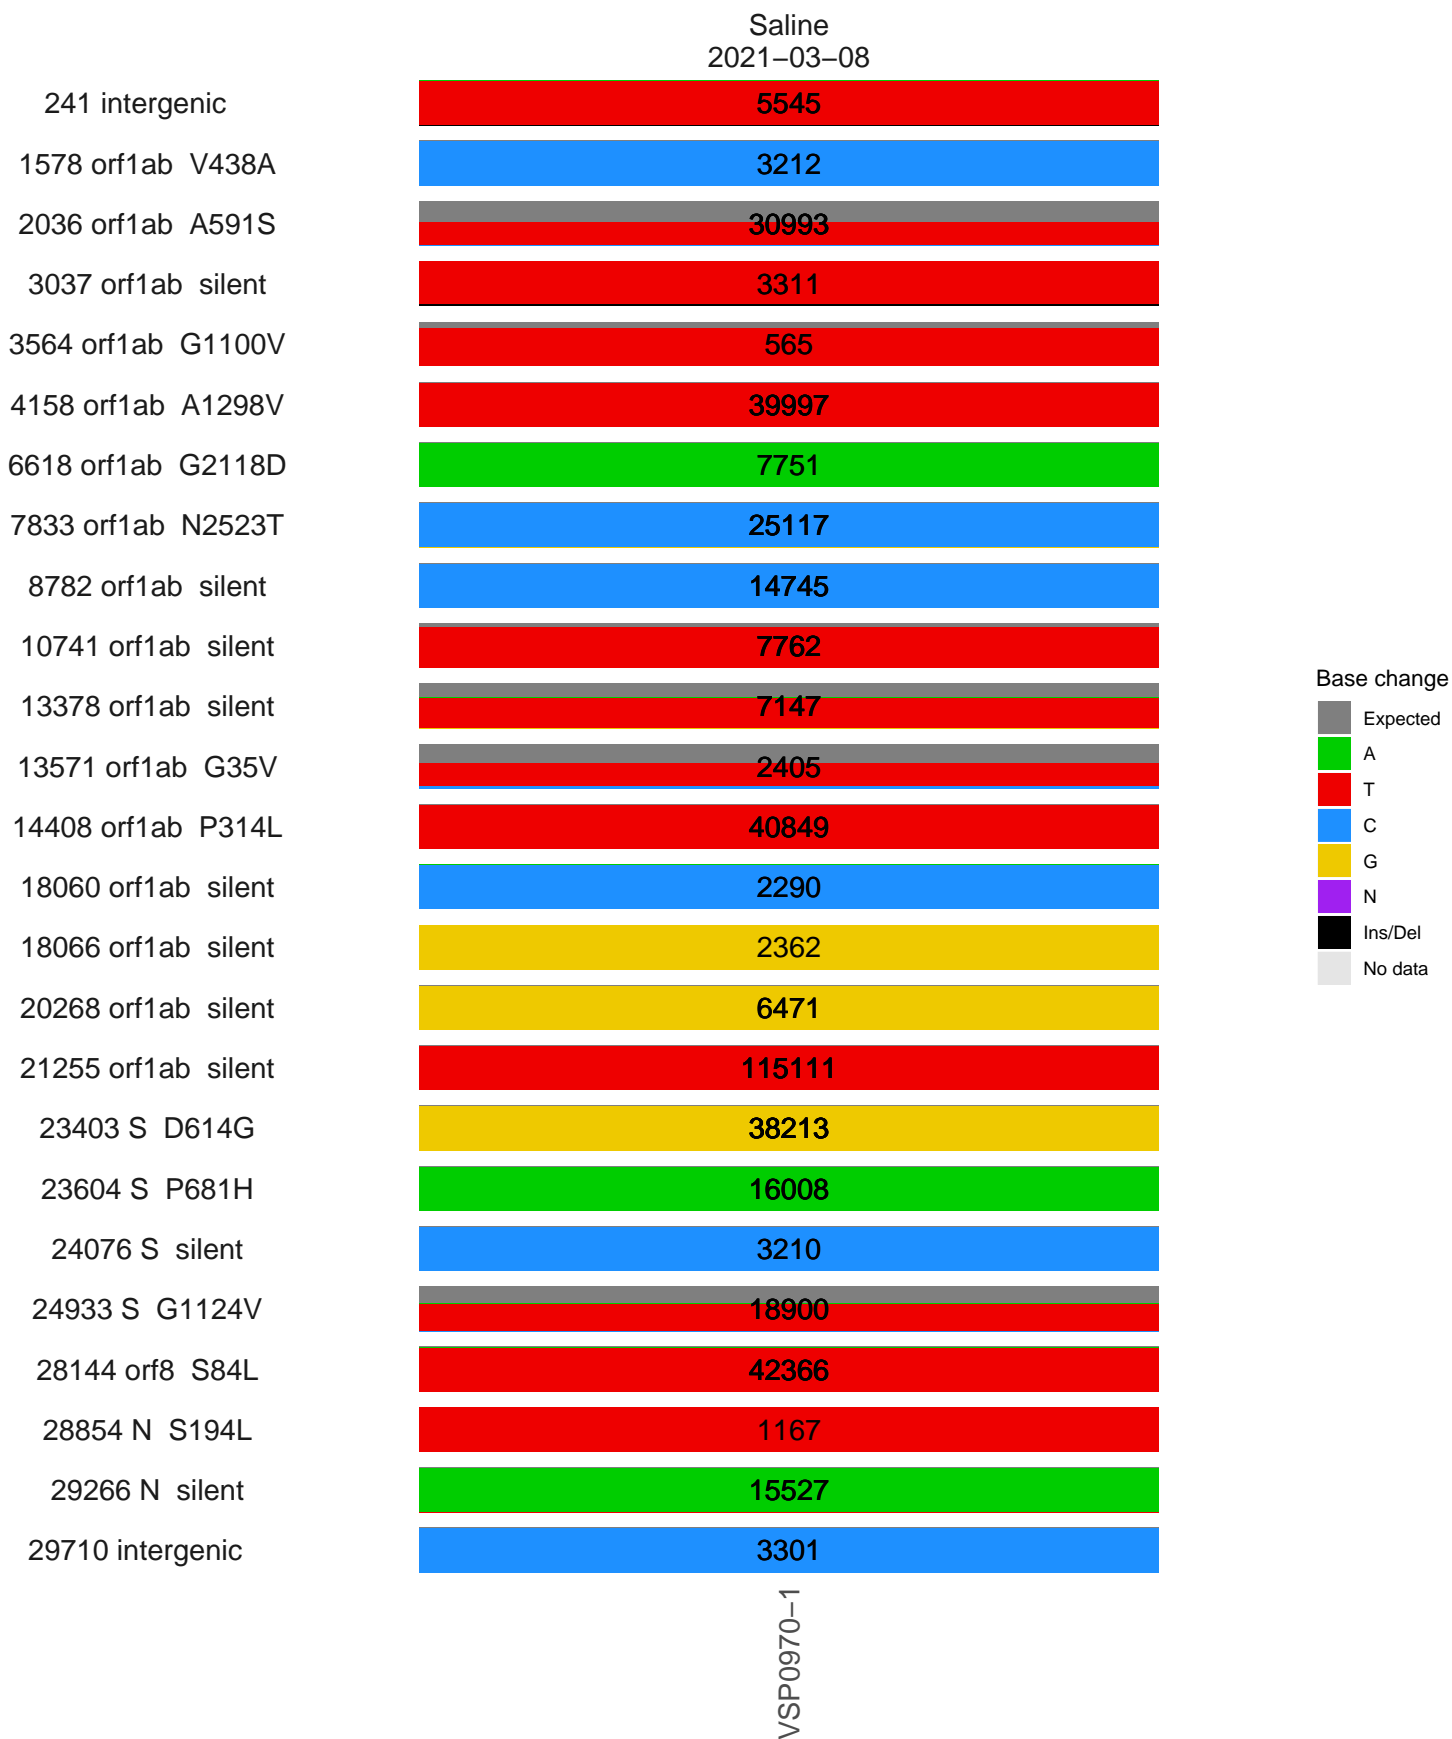 Saline
2021−03−08
241 intergenic 5545
1578 orf1ab V438A 3212
2036 orf1ab A591S 30993
3037 orf1ab silent 3311
3564 orf1ab G1100V 565
4158 orf1ab A1298V 39997
6618 orf1ab G2118D 7751
7833 orf1ab N2523T 25117
8782 orf1ab silent 14745
10741 orf1ab silent 7762
13378 orf1ab silent 7147
13571 orf1ab G35V 2405
14408 orf1ab P314L 40849
18060 orf1ab silent 2290
18066 orf1ab silent 2362
20268 orf1ab silent 6471
21255 orf1ab silent 115111
23403 S D614G 38213
23604 S P681H 16008
24076 S silent 3210
24933 S G1124V 18900
28144 orf8 S84L 42366
28854 N S194L 1167
29266 N silent 15527
29710 intergenic 3301
VSP0970−1
Base change
Expected
A
T
C
G
N
Ins/Del
No data